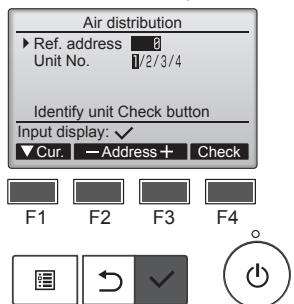 Air distribution
Ref. address 0
Unit No. 1/2/3/4
Identify unit Check button
Input display: ✓
▼Cur. −Address+ Check
F1 F2 F3 F4